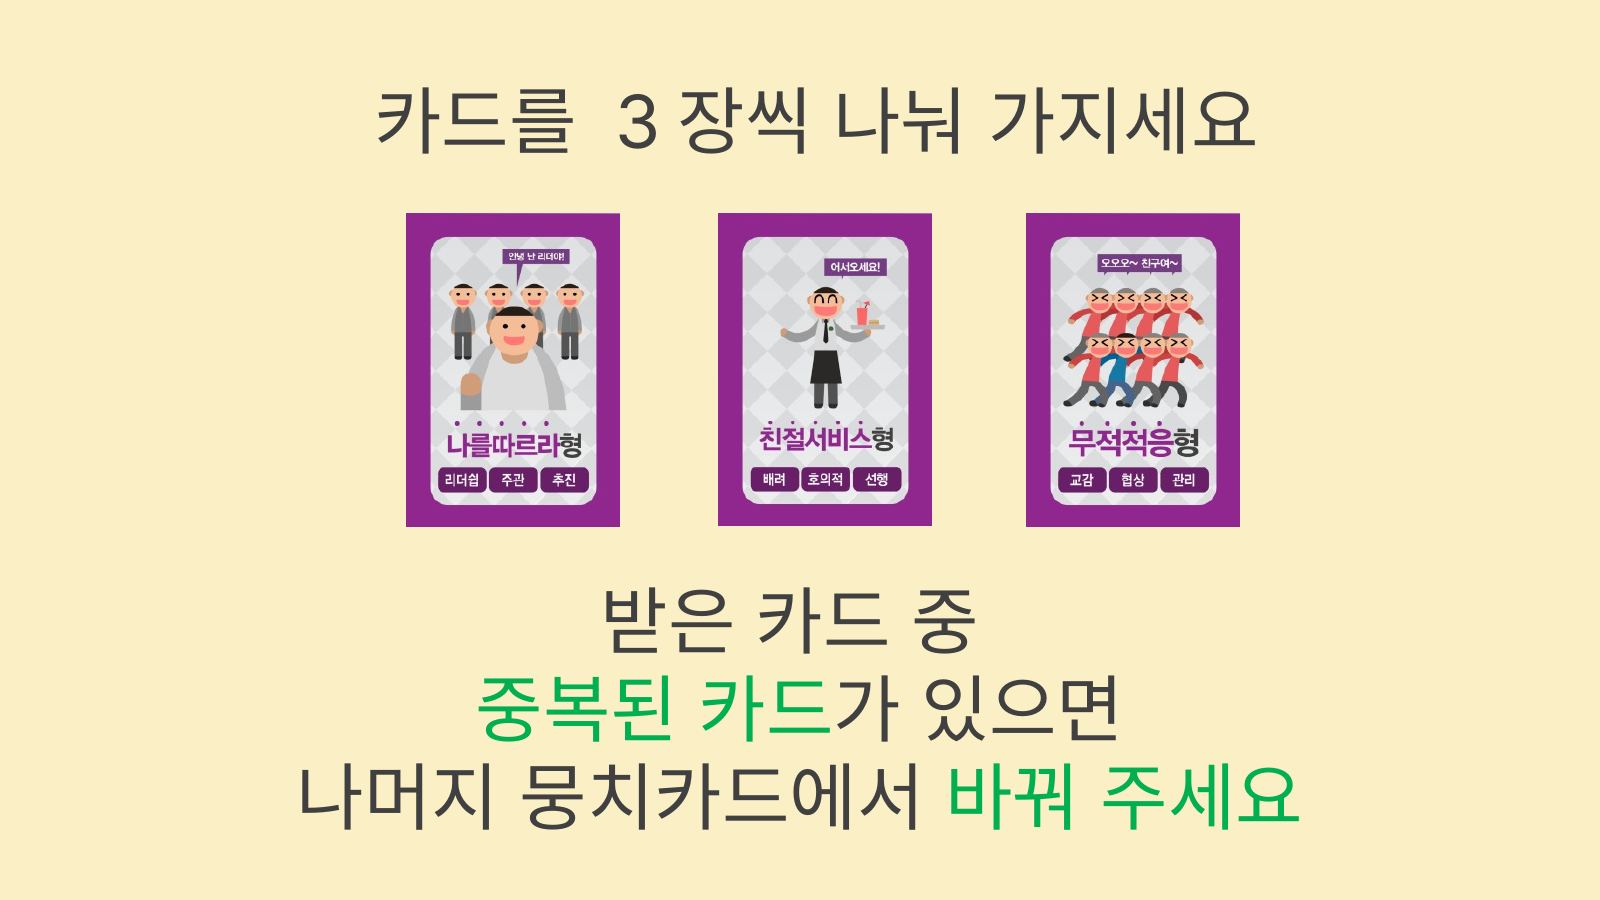 카드를 3 장씩 나눠 가지세요
안녕 난 리더야!
나를따르라형
리더쉽 주관 추진
어서오세요!
친절서비스형
배려 호의적 선행
오오오~ 친구여~
무적적응형
교감 협상 관리
받은 카드 중
중복된 카드가 있으면
나머지 뭉치카드에서 바꿔 주세요